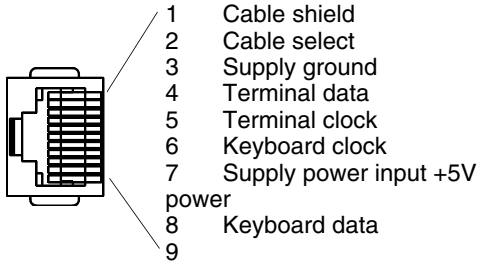 1 Cable shield
2 Cable select
3 Supply ground
4 Terminal data
5 Terminal clock
6 Keyboard clock
7 Supply power input +5V
power
8 Keyboard data
9